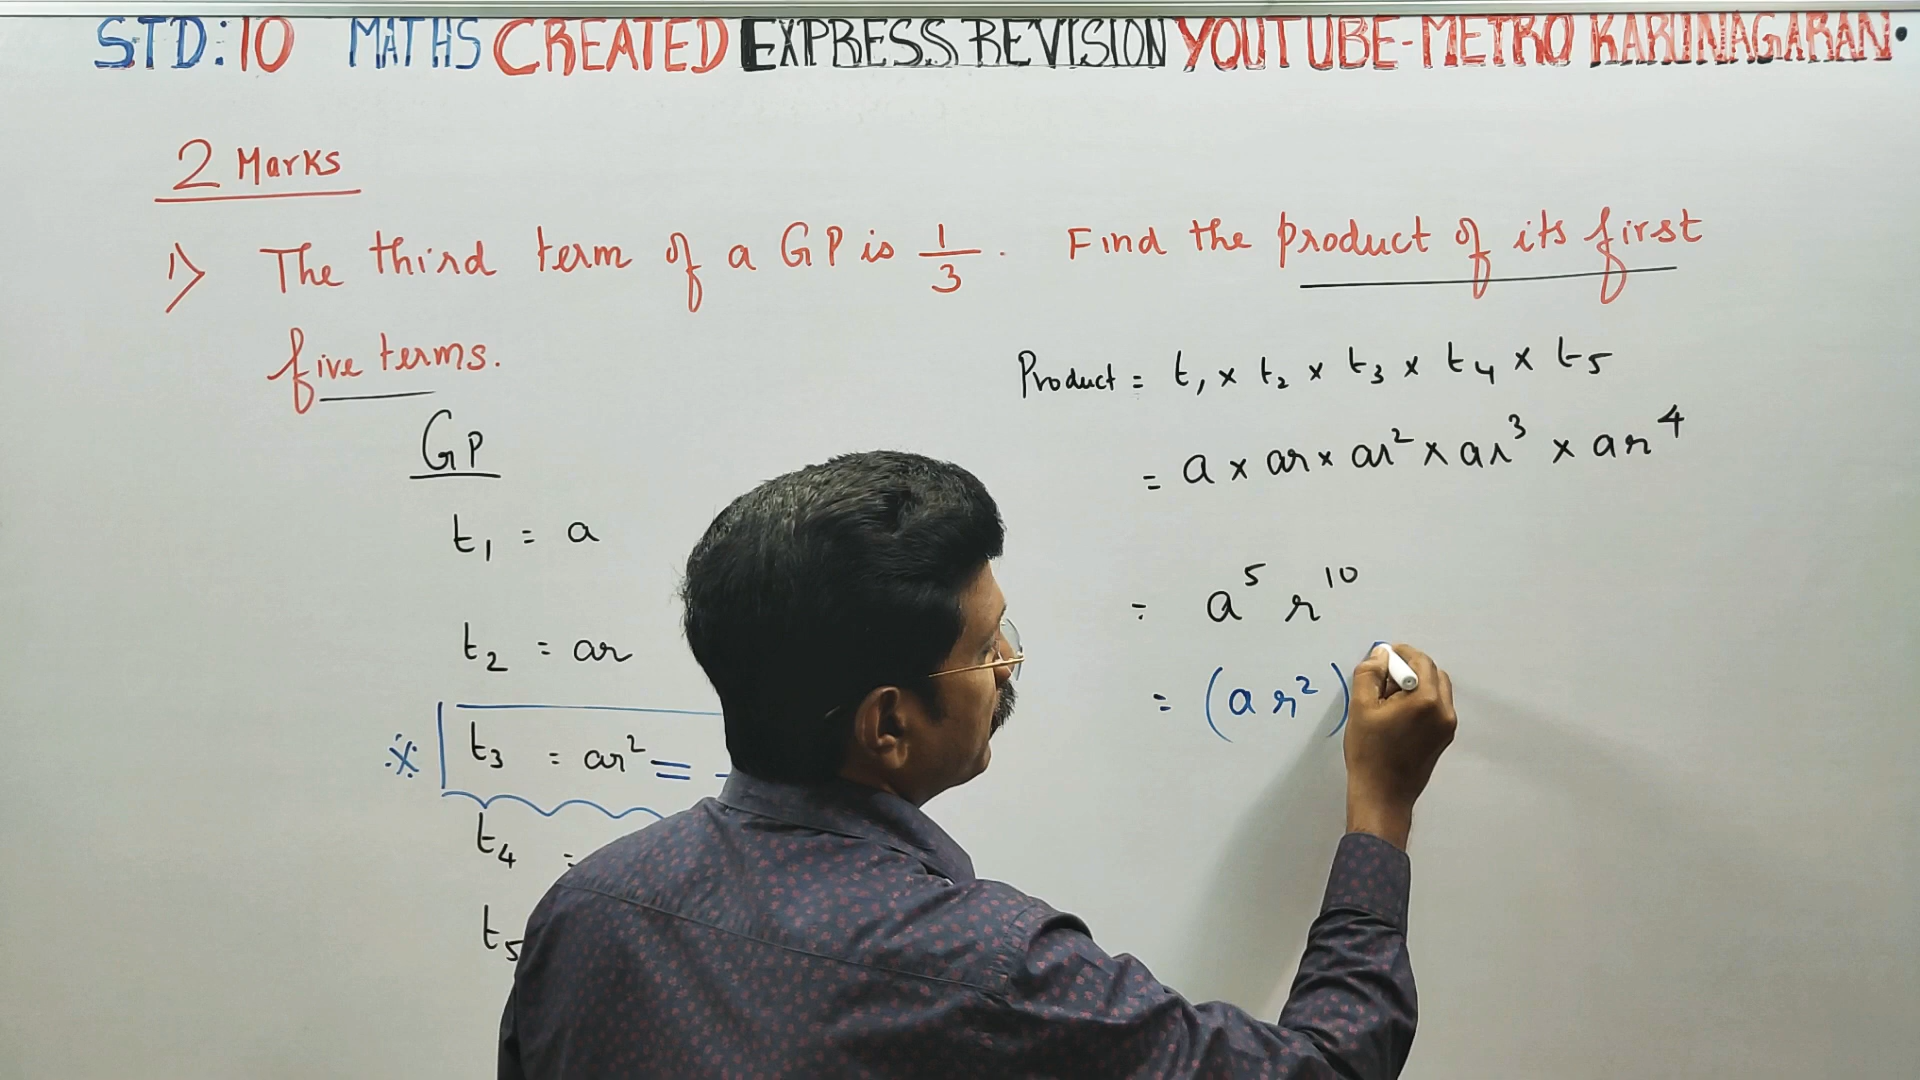 STD:10 MATHS CREATED EXPRESS REVISION YOUTUBE-METRO KARUNAGARAN.
2 Marks
1) The third term of a GP is 1/3. Find the product of its first
five terms.
GP
t₁ = a
t₂ = ar
※ t₃ = ar² =
t₄ =
t₅
Product = t₁ × t₂ × t₃ × t₄ × t₅
= a × ar × ar² × ar³ × ar⁴
= a⁵ r¹⁰
= (a r²)